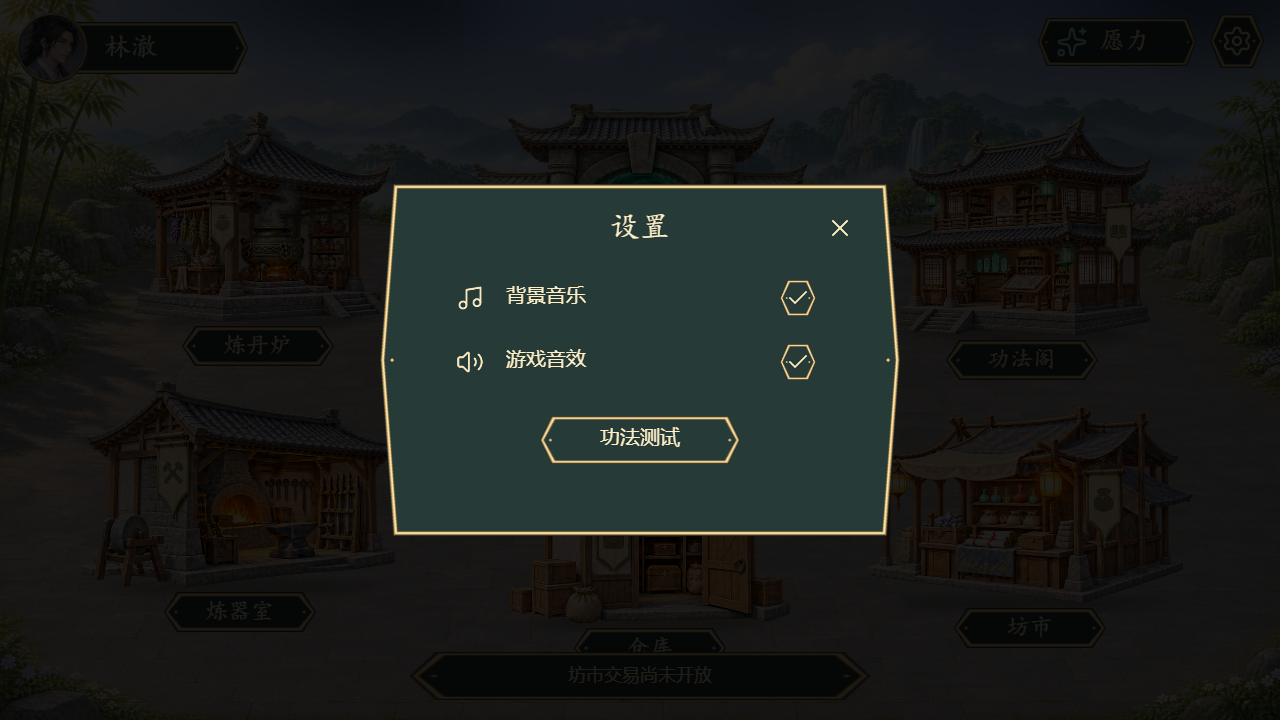 林澈
愿力
设置
背景音乐
游戏音效
功法测试
炼丹炉
功法阁
炼器室
坊市
仓库
坊市交易尚未开放